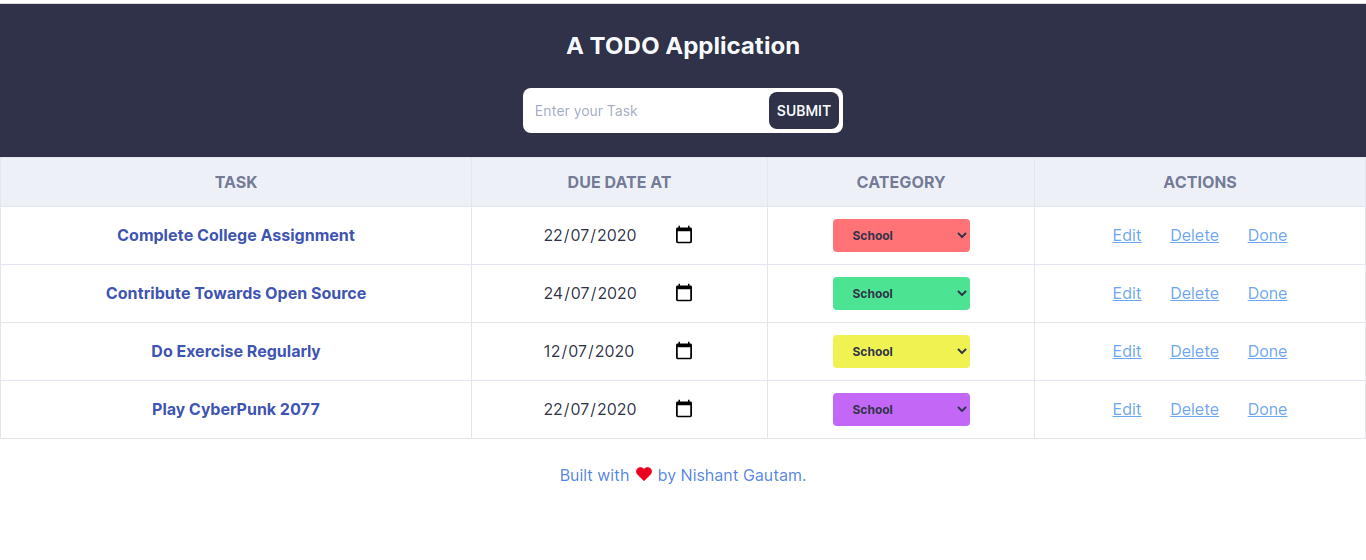 A TODO Application
Enter your Task SUBMIT
TASK DUE DATE AT CATEGORY ACTIONS
Complete College Assignment 22/07/2020 School Edit Delete Done
Contribute Towards Open Source 24/07/2020 School Edit Delete Done
Do Exercise Regularly 12/07/2020 School Edit Delete Done
Play CyberPunk 2077 22/07/2020 School Edit Delete Done
Built with ❤ by Nishant Gautam.